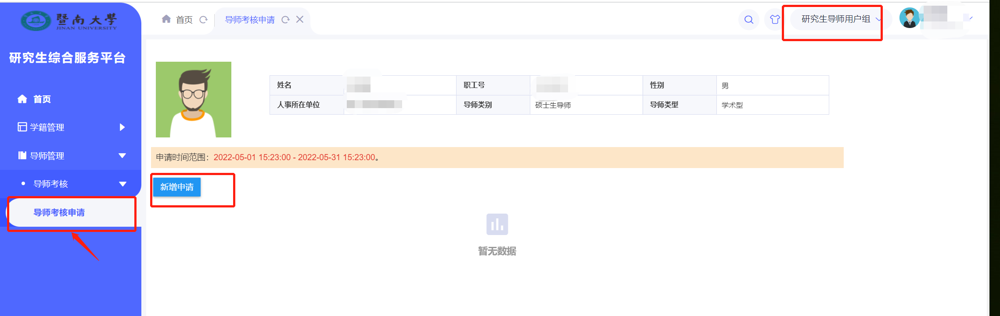 暨南大學
JINAN UNIVERSITY
研究生综合服务平台
首页
学籍管理
导师管理
导师考核
导师考核申请
首页
导师考核申请
研究生导师用户组
姓名
职工号
性别
男
人事所在单位
导师类别
硕士生导师
导师类型
学术型
申请时间范围：2022-05-01 15:23:00 - 2022-05-31 15:23:00。
新增申请
暂无数据